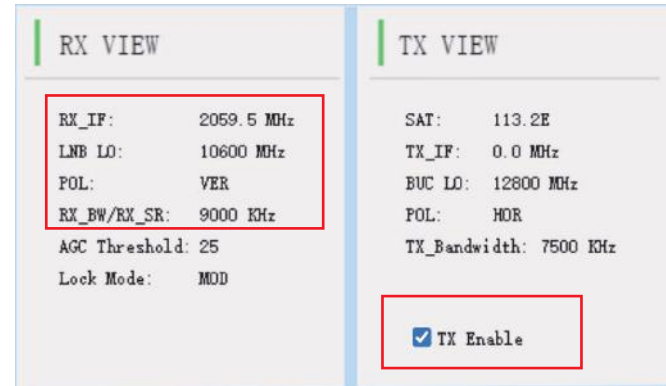 RX VIEW
RX_IF: 2059.5 MHz
LNB LO: 10600 MHz
POL: VER
RX_BW/RX_SR: 9000 KHz
AGC Threshold: 25
Lock Mode: MOD
TX VIEW
SAT: 113.2E
TX_IF: 0.0 MHz
BUC LO: 12800 MHz
POL: HOR
TX_Bandwidth: 7500 KHz
TX Enable